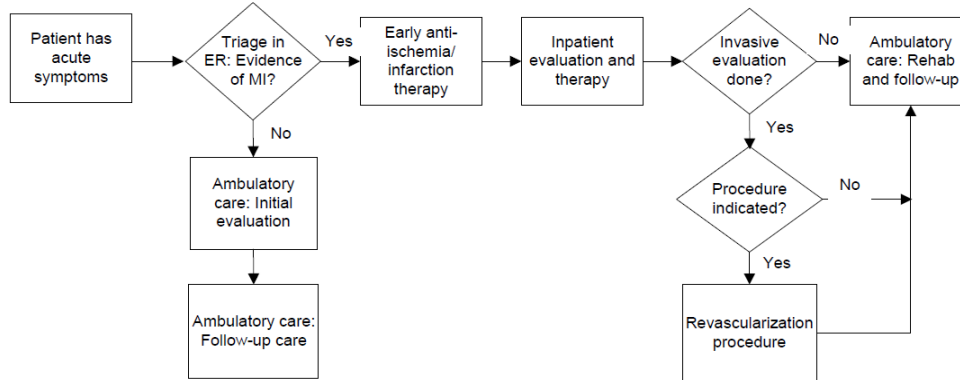 Patient has
acute
symptoms
Triage in
ER: Evidence
of MI?
Yes
Early anti-
ischemia/
infarction
therapy
Inpatient
evaluation and
therapy
Invasive
evaluation
done?
No
Ambulatory
care: Rehab
and follow-up
No
Yes
Ambulatory
care: Initial
evaluation
Procedure
indicated?
No
Yes
Ambulatory care:
Follow-up care
Revascularization
procedure